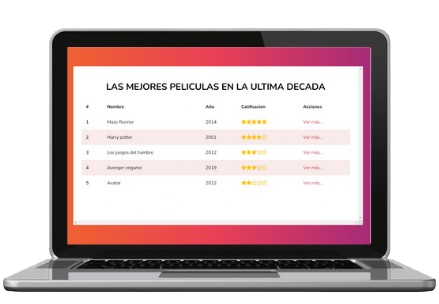 LAS MEJORES PELICULAS EN LA ULTIMA DECADA
# Nombre Año Calificacion Acciones
1 Maze Runner 2014 Ver más...
2 Harry potter 2001 Ver más...
3 Los juegos del hambre 2012 Ver más...
4 Avenger engame 2019 Ver más...
5 Avatar 2022 Ver más...